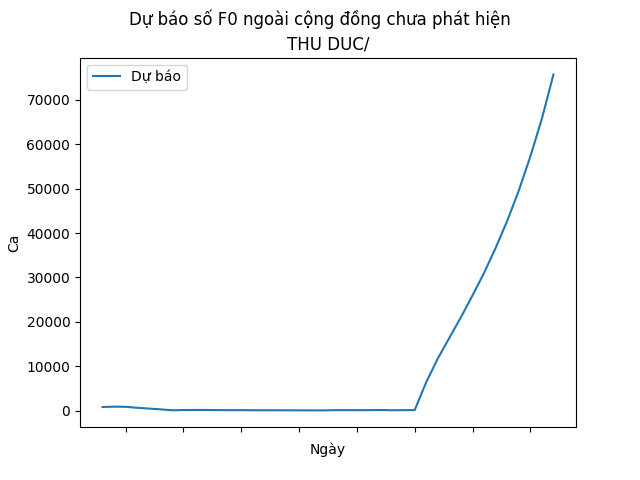 Dự báo số F0 ngoài cộng đồng chưa phát hiện
THU DUC/
Dự báo
70000
60000
50000
40000
30000
20000
10000
0
Ca
Ngày